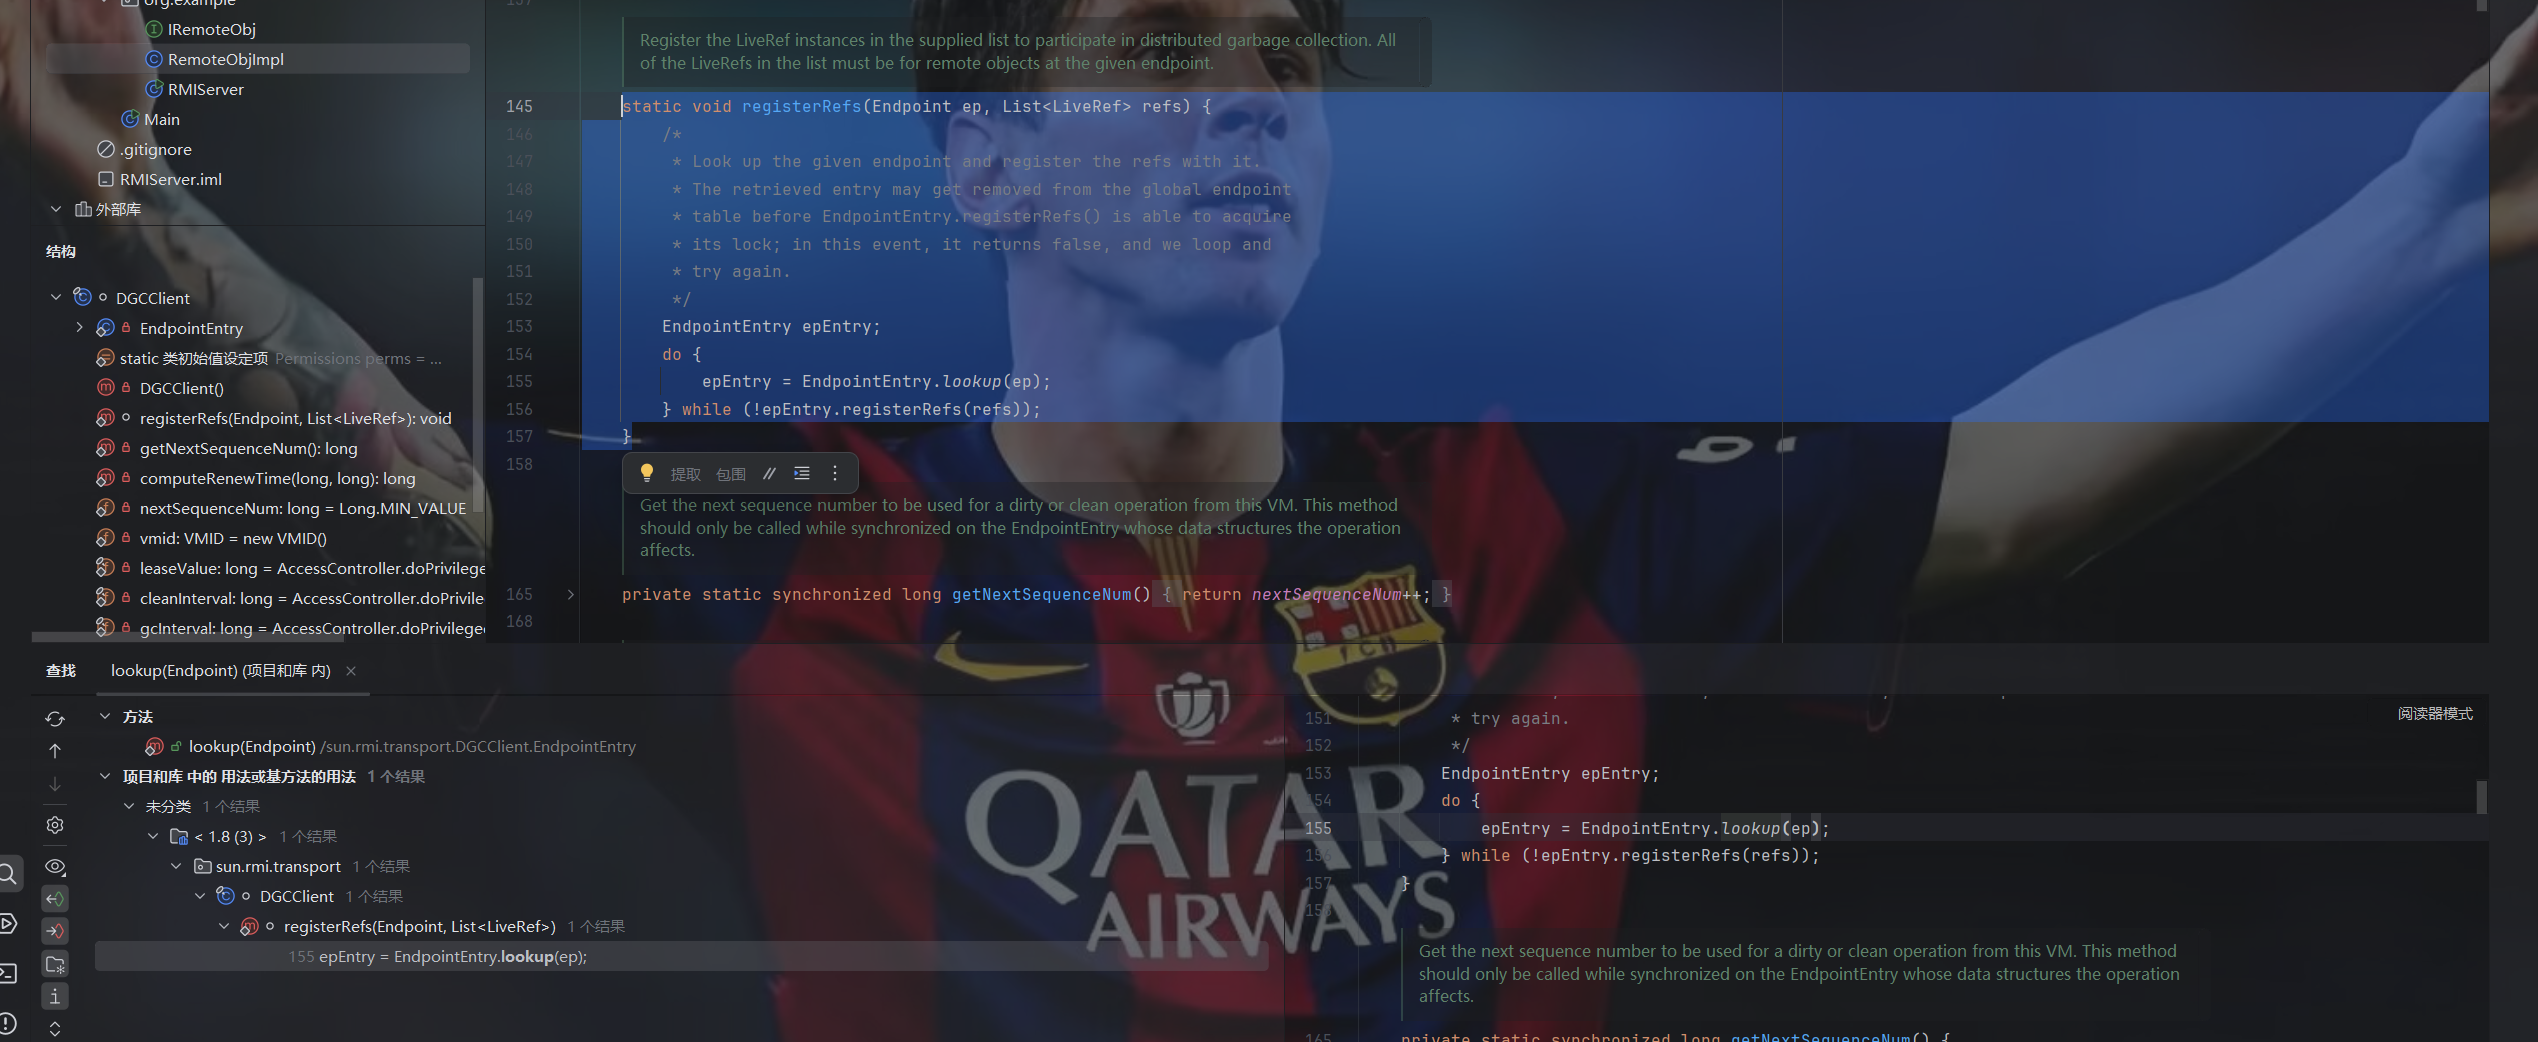 org.example
IRemoteObj
RemoteObjImpl
RMIServer
Main
.gitignore
RMIServer.iml
外部库
结构
DGCClient
EndpointEntry
static 类初始值设定项 Permissions perms = ...
DGCClient()
registerRefs(Endpoint, List<LiveRef>): void
getNextSequenceNum(): long
computeRenewTime(long, long): long
nextSequenceNum: long = Long.MIN_VALUE
vmid: VMID = new VMID()
leaseValue: long = AccessController.doPrivilege
cleanInterval: long = AccessController.doPrivile
gcInterval: long = AccessController.doPrivilege
157
Register the LiveRef instances in the supplied list to participate in distributed garbage collection. All
of the LiveRefs in the list must be for remote objects at the given endpoint.
145 static void registerRefs(Endpoint ep, List<LiveRef> refs) {
146 /*
147 * Look up the given endpoint and register the refs with it.
148 * The retrieved entry may get removed from the global endpoint
149 * table before EndpointEntry.registerRefs() is able to acquire
150 * its lock; in this event, it returns false, and we loop and
151 * try again.
152 */
153 EndpointEntry epEntry;
154 do {
155 epEntry = EndpointEntry.lookup(ep);
156 } while (!epEntry.registerRefs(refs));
157 }
158
提取 包围 //
Get the next sequence number to be used for a dirty or clean operation from this VM. This method
should only be called while synchronized on the EndpointEntry whose data structures the operation
affects.
165 private static synchronized long getNextSequenceNum() { return nextSequenceNum++; }
168
查找 lookup(Endpoint) (项目和库 内)
方法
lookup(Endpoint) /sun.rmi.transport.DGCClient.EndpointEntry
项目和库 中的 用法或基方法的用法 1 个结果
未分类 1 个结果
< 1.8 (3) > 1 个结果
sun.rmi.transport 1 个结果
DGCClient 1 个结果
registerRefs(Endpoint, List<LiveRef>) 1 个结果
155 epEntry = EndpointEntry.lookup(ep);
阅读器模式
151 * try again.
152 */
153 EndpointEntry epEntry;
154 do {
155 epEntry = EndpointEntry.lookup(ep);
156 } while (!epEntry.registerRefs(refs));
157 }
158
Get the next sequence number to be used for a dirty or clean operation from this VM. This method
should only be called while synchronized on the EndpointEntry whose data structures the operation
affects.
165 private static synchronized long getNextSequenceNum() {
FCB
QATAR
AIRWAYS